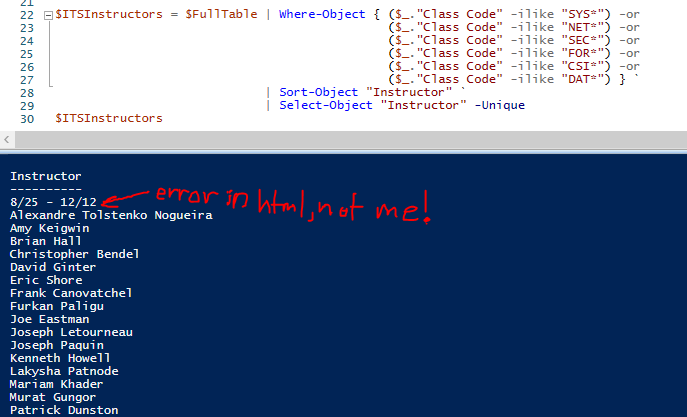 21
22 $ITSInstructors = $FullTable | Where-Object { ($_."Class Code" -ilike "SYS*") -or
23 ($_."Class Code" -ilike "NET*") -or
24 ($_."Class Code" -ilike "SEC*") -or
25 ($_."Class Code" -ilike "FOR*") -or
26 ($_."Class Code" -ilike "CSI*") -or
27 ($_."Class Code" -ilike "DAT*") } `
28 | Sort-Object "Instructor" `
29 | Select-Object "Instructor" -Unique
30 $ITSInstructors
Instructor
----------
8/25 - 12/12 error in html, not me!
Alexandre Tolstenko Nogueira
Amy Keigwin
Brian Hall
Christopher Bendel
David Ginter
Eric Shore
Frank Canovatchel
Furkan Paligu
Joe Eastman
Joseph Letourneau
Joseph Paquin
Kenneth Howell
Lakysha Patnode
Mariam Khader
Murat Gungor
Patrick Dunston